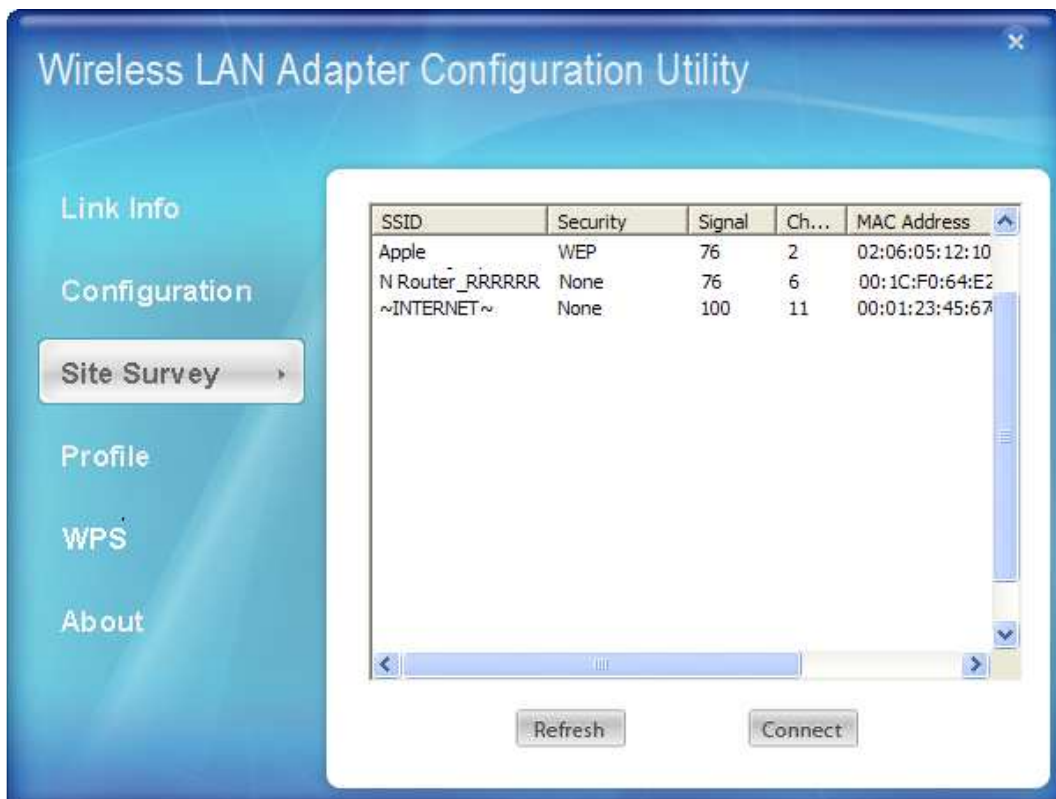 Wireless LAN Adapter Configuration Utility
Link Info
Configuration
Site Survey
Profile
WPS
About
SSID Security Signal Ch... MAC Address
Apple WEP 76 2 02:06:05:12:10
N Router_RRRRRR None 76 6 00:1C:F0:64:E2
~INTERNET~ None 100 11 00:01:23:45:67
Refresh Connect